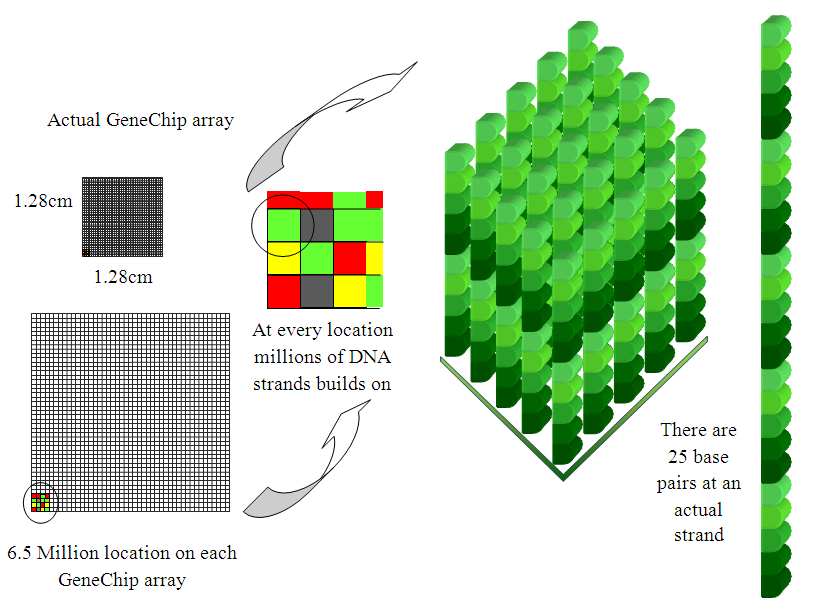 Actual GeneChip array
1.28cm
1.28cm
At every location
millions of DNA
strands builds on
6.5 Million location on each
GeneChip array
There are
25 base
pairs at an
actual
strand